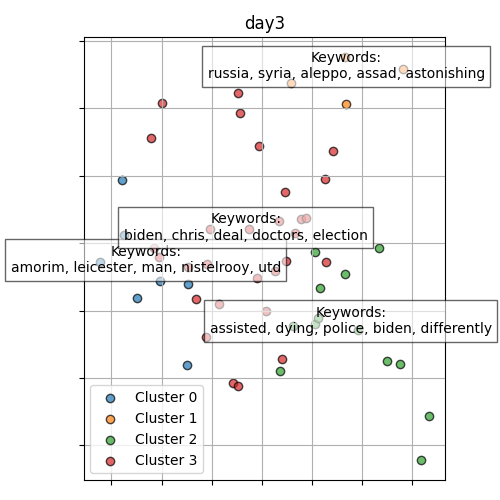 day3
Keywords:
russia, syria, aleppo, assad, astonishing
Keywords:
biden, chris, deal, doctors, election
Keywords:
amorim, leicester, man, nistelrooy, utd
Keywords:
assisted, dying, police, biden, differently
Cluster 0
Cluster 1
Cluster 2
Cluster 3